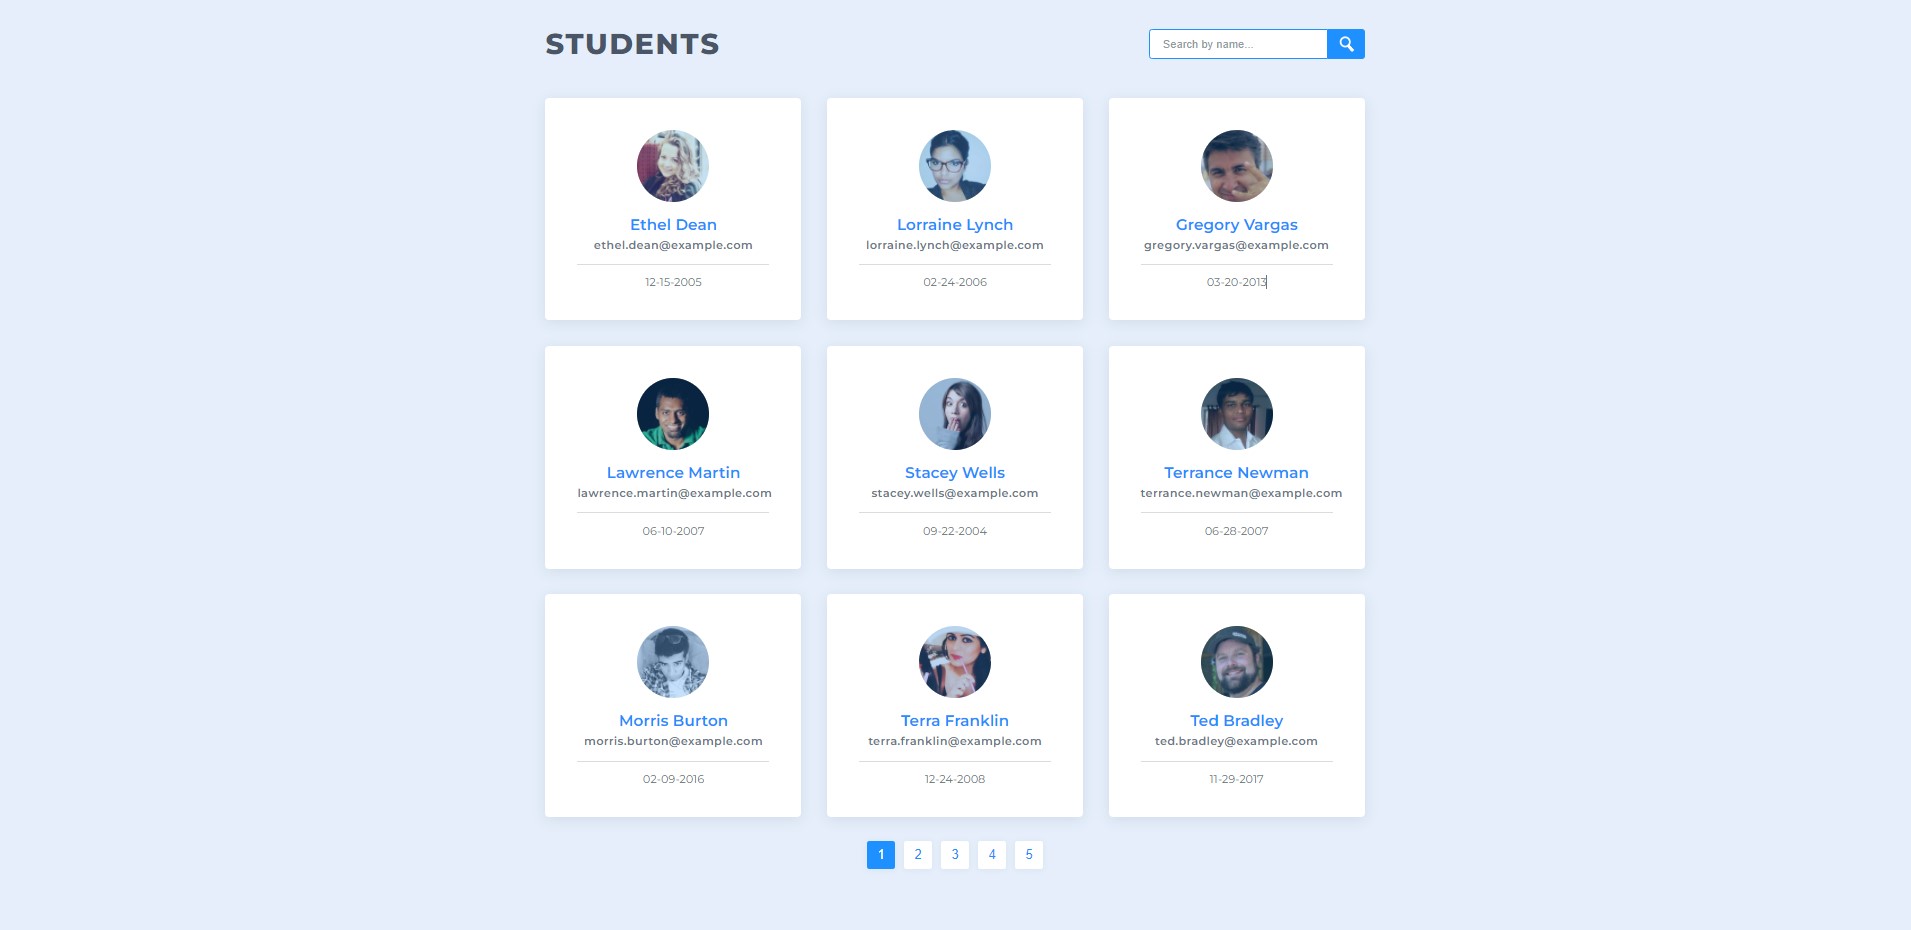 STUDENTS
Search by name...
Ethel Dean
ethel.dean@example.com
12-15-2005
Lorraine Lynch
lorraine.lynch@example.com
02-24-2006
Gregory Vargas
gregory.vargas@example.com
03-20-2013
Lawrence Martin
lawrence.martin@example.com
06-10-2007
Stacey Wells
stacey.wells@example.com
09-22-2004
Terrance Newman
terrance.newman@example.com
06-28-2007
Morris Burton
morris.burton@example.com
02-09-2016
Terra Franklin
terra.franklin@example.com
12-24-2008
Ted Bradley
ted.bradley@example.com
11-29-2017
1 2 3 4 5